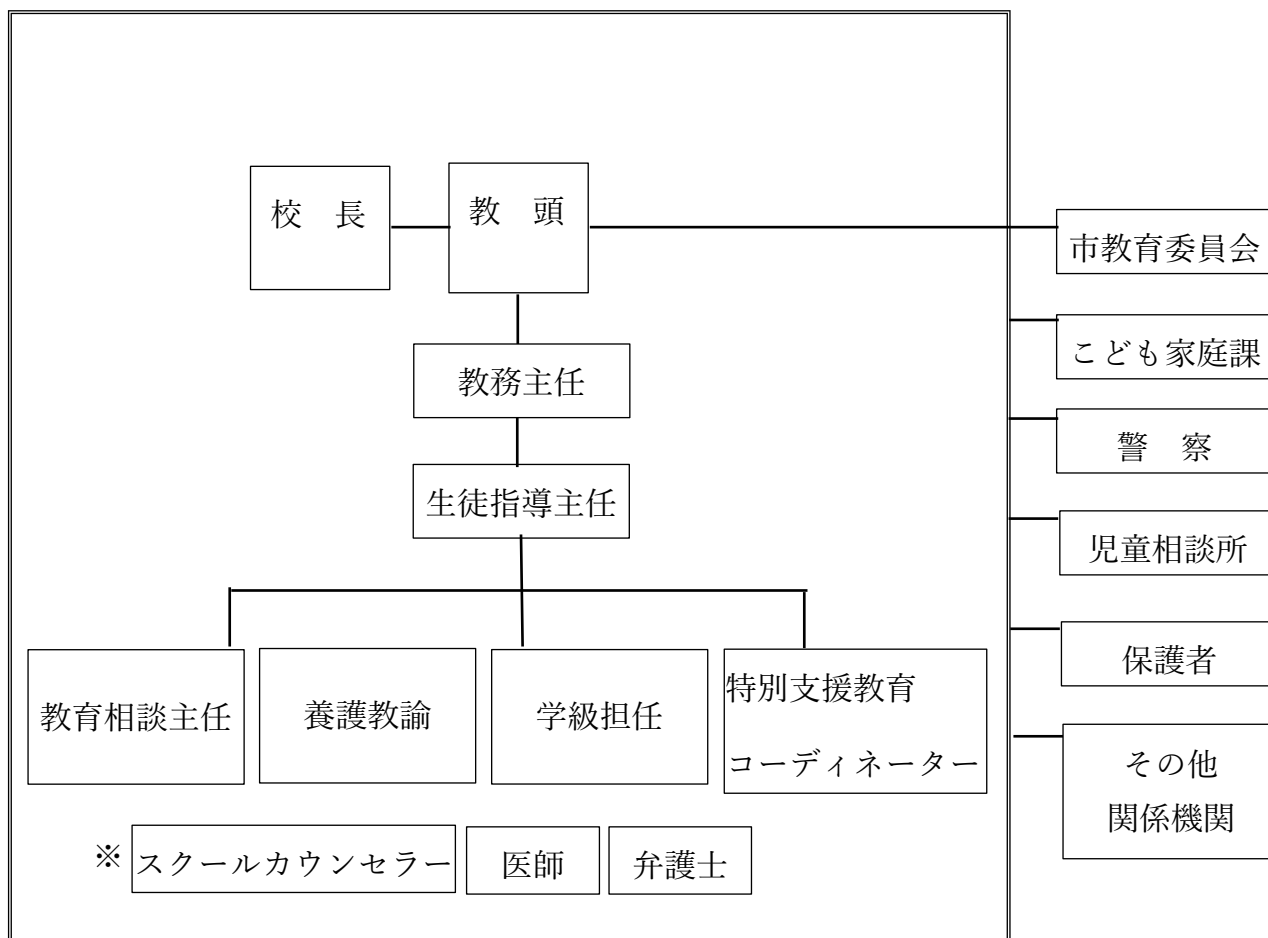 校　長
教　頭
市教育委員会
こども家庭課
教務主任
警　察
生徒指導主任
児童相談所
保護者
教育相談主任
養護教諭
学級担任
特別支援教育
コーディネーター
その他
関係機関
※ スクールカウンセラー 医師 弁護士